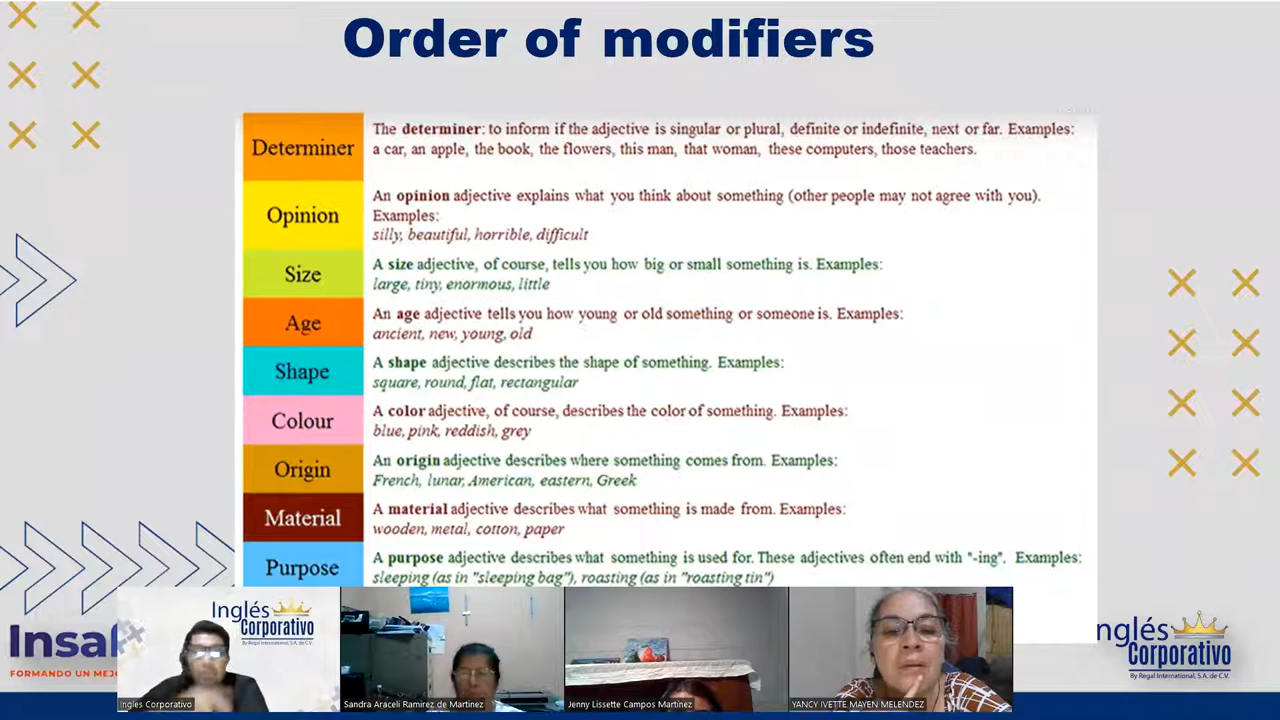 Order of modifiers
Determiner
The determiner: to inform if the adjective is singular or plural, definite or indefinite, next or far. Examples:
a car, an apple, the book, the flowers, this man, that woman, these computers, those teachers.
Opinion
An opinion adjective explains what you think about something (other people may not agree with you).
Examples:
silly, beautiful, horrible, difficult
Size
A size adjective, of course, tells you how big or small something is. Examples:
large, tiny, enormous, little
Age
An age adjective tells you how young or old something or someone is. Examples:
ancient, new, young, old
Shape
A shape adjective describes the shape of something. Examples:
square, round, flat, rectangular
Colour
A color adjective, of course, describes the color of something. Examples:
blue, pink, reddish, grey
Origin
An origin adjective describes where something comes from. Examples:
French, lunar, American, eastern, Greek
Material
A material adjective describes what something is made from. Examples:
wooden, metal, cotton, paper
Purpose
A purpose adjective describes what something is used for. These adjectives often end with "-ing". Examples:
sleeping (as in "sleeping bag"), roasting (as in "roasting tin")
Insaf
FORMANDO UN MEJO
Inglés
Corporativo
By Regal International, S.A. de C.V.
Inglés Corporativo
Sandra Araceli Ramirez de Martinez
Jenny Lissette Campos Martínez
YANCY IVETTE MAYEN MELENDEZ
nglés
Corporativo
By Regal International, S.A. de C.V.